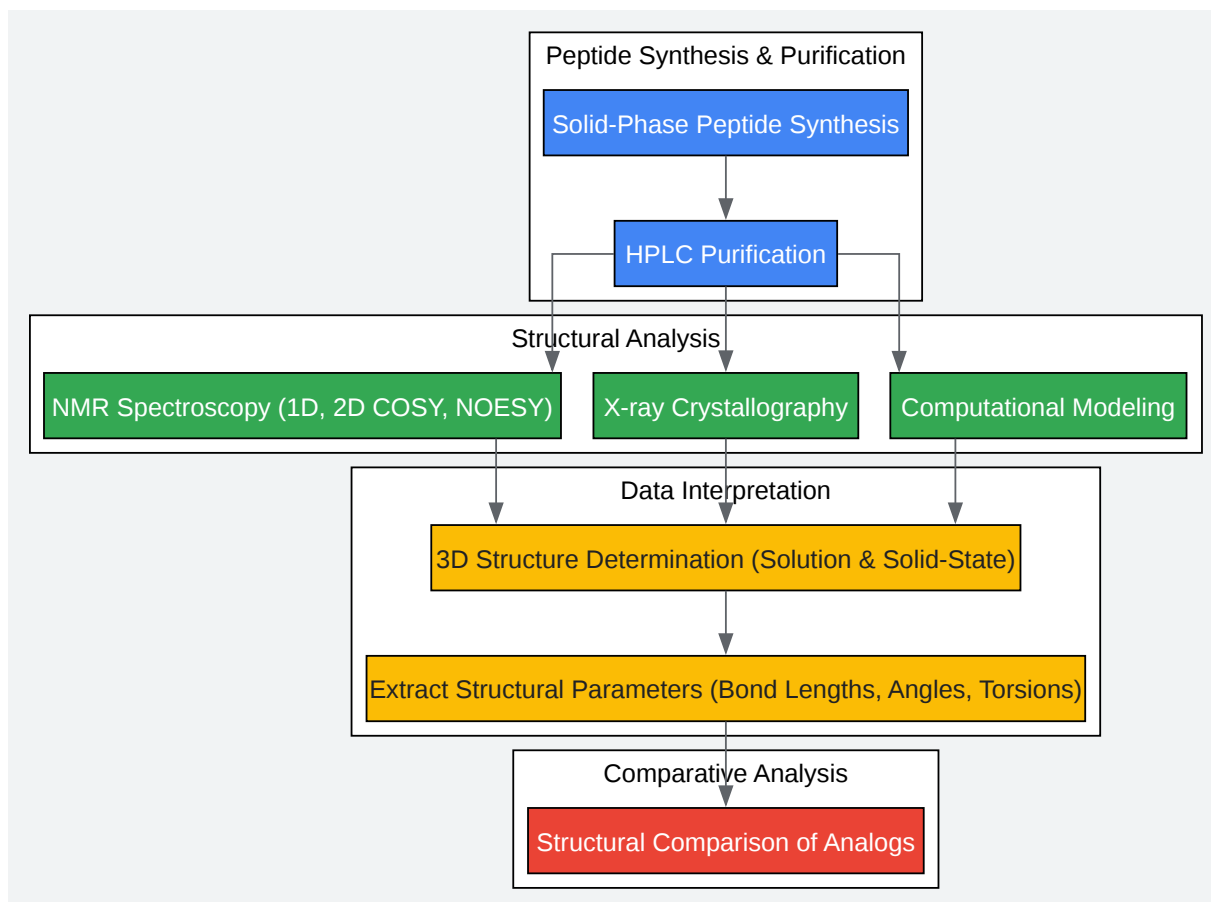 Peptide Synthesis & Purification
Solid-Phase Peptide Synthesis
HPLC Purification
Structural Analysis
NMR Spectroscopy (1D, 2D COSY, NOESY)
X-ray Crystallography
Computational Modeling
Data Interpretation
3D Structure Determination (Solution & Solid-State)
Extract Structural Parameters (Bond Lengths, Angles, Torsions)
Comparative Analysis
Structural Comparison of Analogs